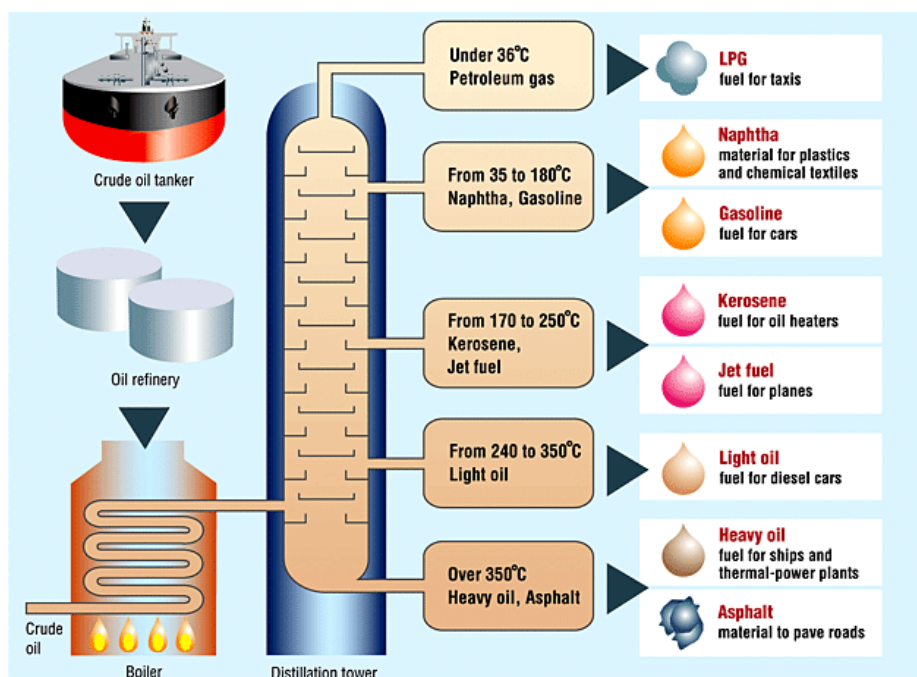 Crude oil tanker
Oil refinery
Crude
oil
Boiler
Distillation tower
Under 36°C
Petroleum gas
LPG
fuel for taxis
From 35 to 180°C
Naphtha, Gasoline
Naphtha
material for plastics
and chemical textiles
Gasoline
fuel for cars
From 170 to 250°C
Kerosene,
Jet fuel
Kerosene
fuel for oil heaters
Jet fuel
fuel for planes
From 240 to 350°C
Light oil
Light oil
fuel for diesel cars
Over 350°C
Heavy oil, Asphalt
Heavy oil
fuel for ships and
thermal-power plants
Asphalt
material to pave roads